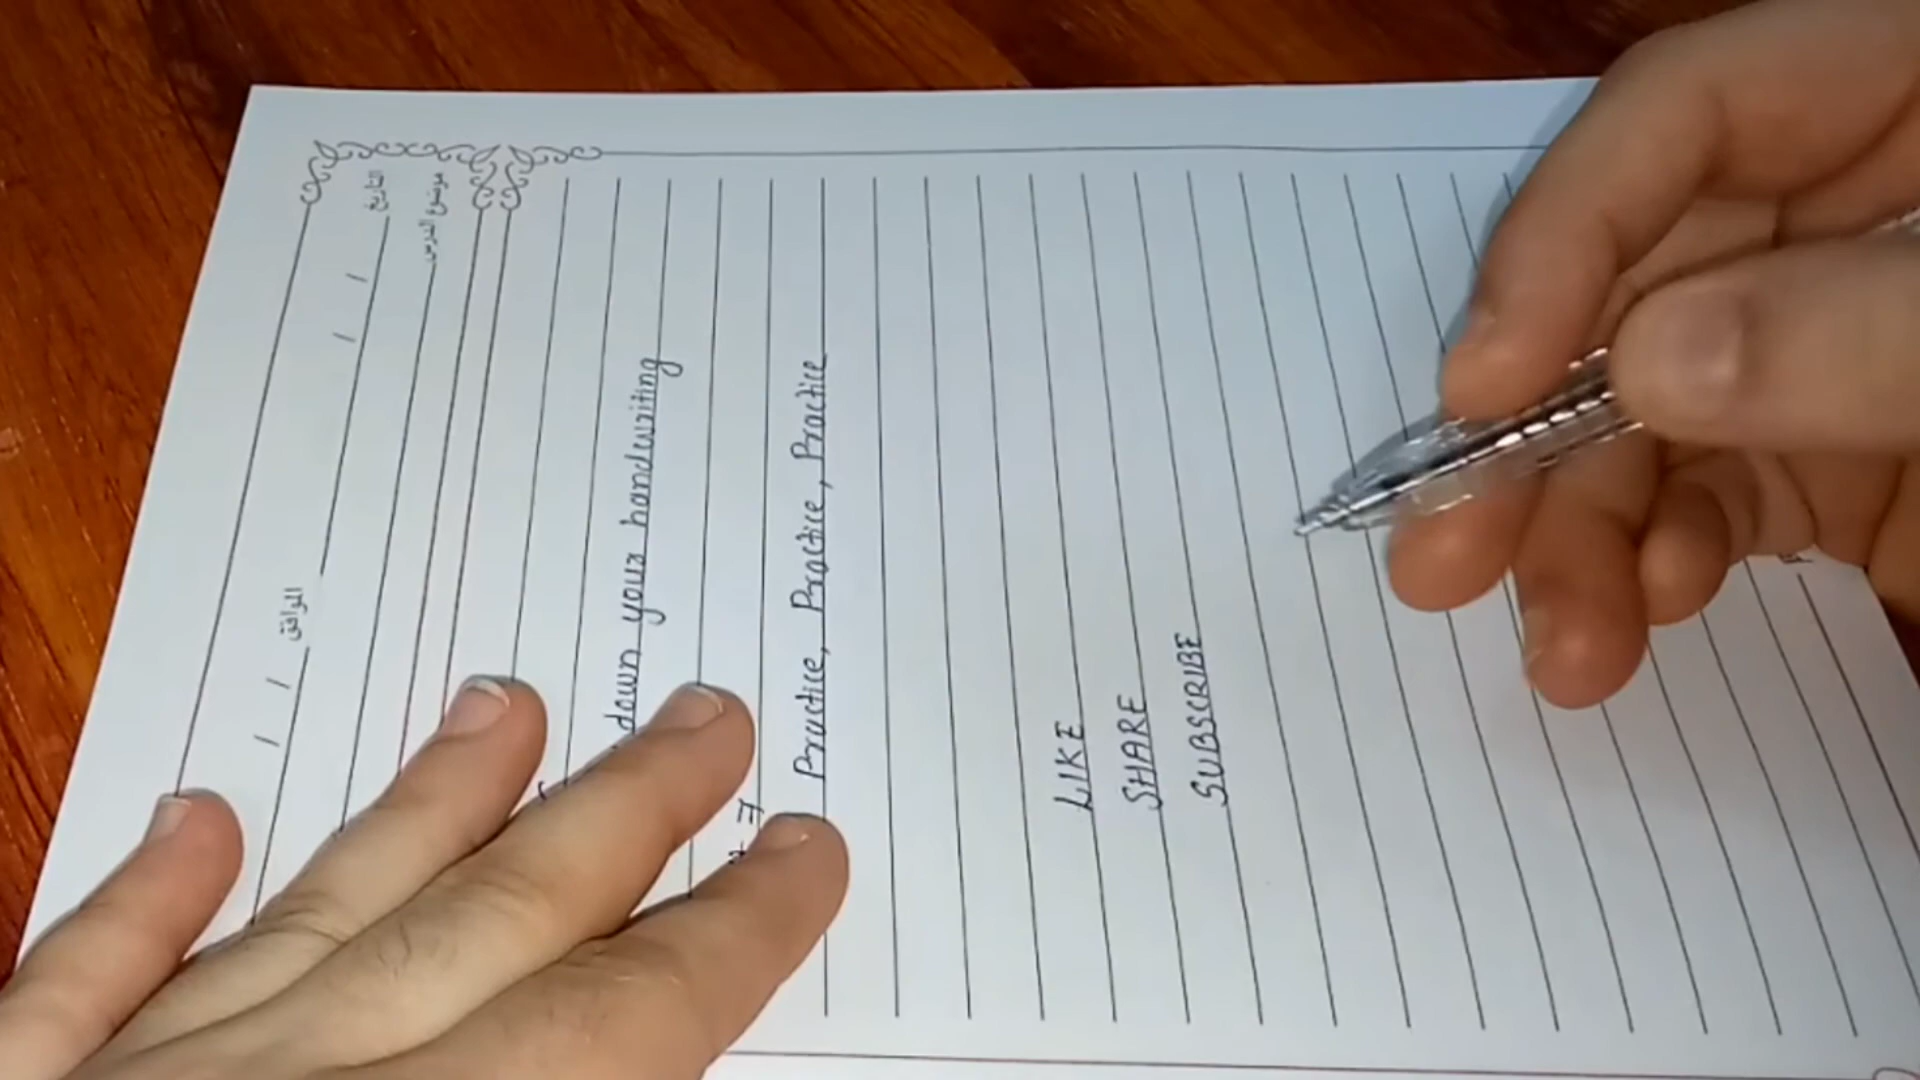 التاريخ / / الموافق / /
موضوع الدرس
down your handwriting
Practice, Practice, Practice
LIKE
SHARE
SUBSCRIBE